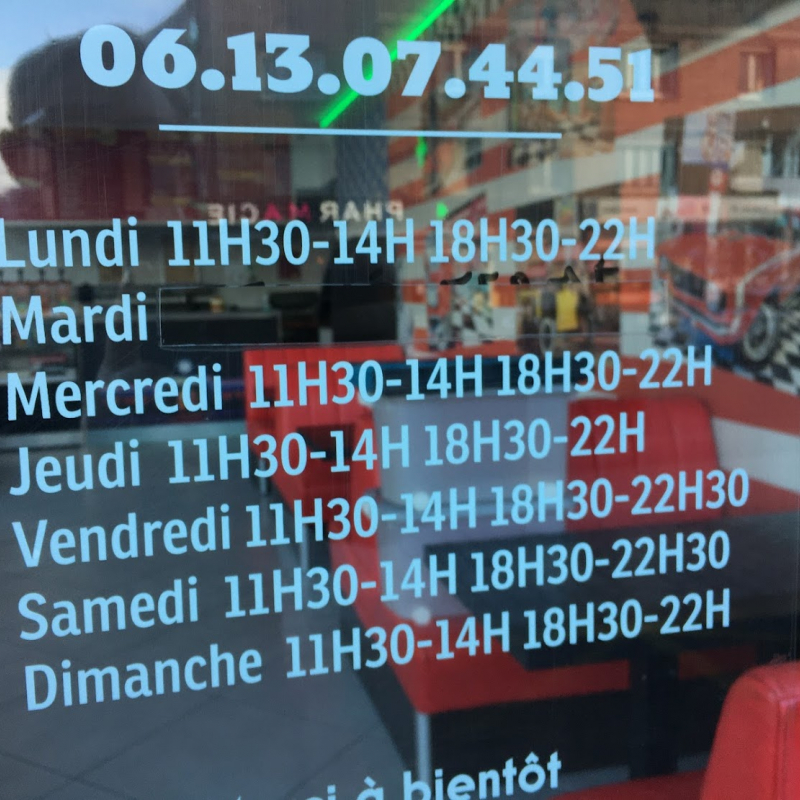 06.13.07.44.51
PHARMACIE
Lundi 11H30-14H 18H30-22H
Mardi
Mercredi 11H30-14H 18H30-22H
Jeudi 11H30-14H 18H30-22H
Vendredi 11H30-14H 18H30-22H30
Samedi 11H30-14H 18H30-22H30
Dimanche 11H30-14H 18H30-22H
à bientôt